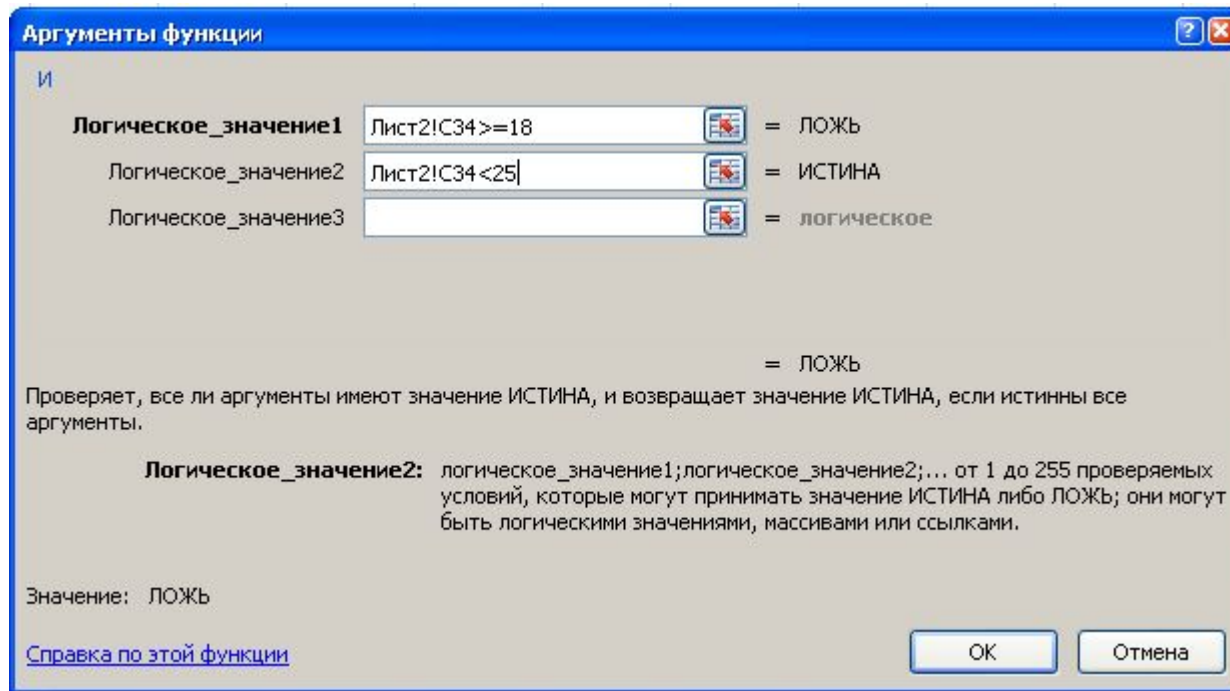 Аргументы функции
И
Логическое_значение1 Лист2!C34>=18 = ЛОЖЬ
Логическое_значение2 Лист2!C34<25 = ИСТИНА
Логическое_значение3 = логическое
= ЛОЖЬ
Проверяет, все ли аргументы имеют значение ИСТИНА, и возвращает значение ИСТИНА, если истинны все
аргументы.
Логическое_значение2: логическое_значение1;логическое_значение2;... от 1 до 255 проверяемых
условий, которые могут принимать значение ИСТИНА либо ЛОЖЬ; они могут
быть логическими значениями, массивами или ссылками.
Значение: ЛОЖЬ
Справка по этой функции OK Отмена